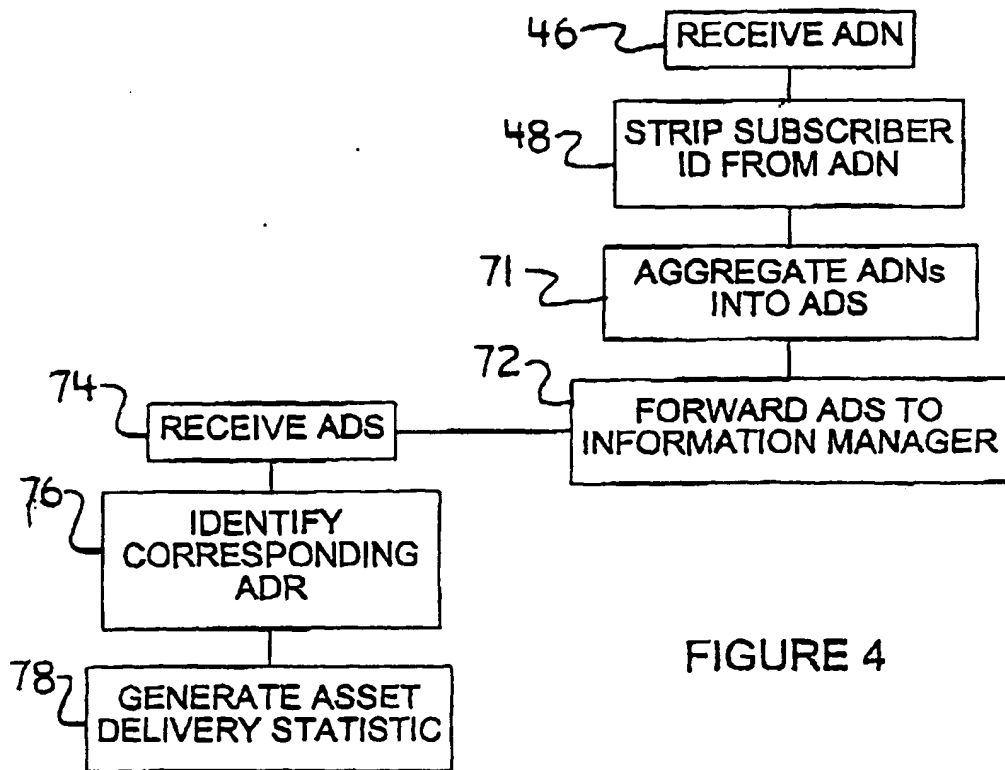 46 RECEIVE ADN
48 STRIP SUBSCRIBER
ID FROM ADN
71 AGGREGATE ADNs
INTO ADS
72 FORWARD ADS TO
INFORMATION MANAGER
74 RECEIVE ADS
76 IDENTIFY
CORRESPONDING
ADR
78 GENERATE ASSET
DELIVERY STATISTIC
FIGURE 4